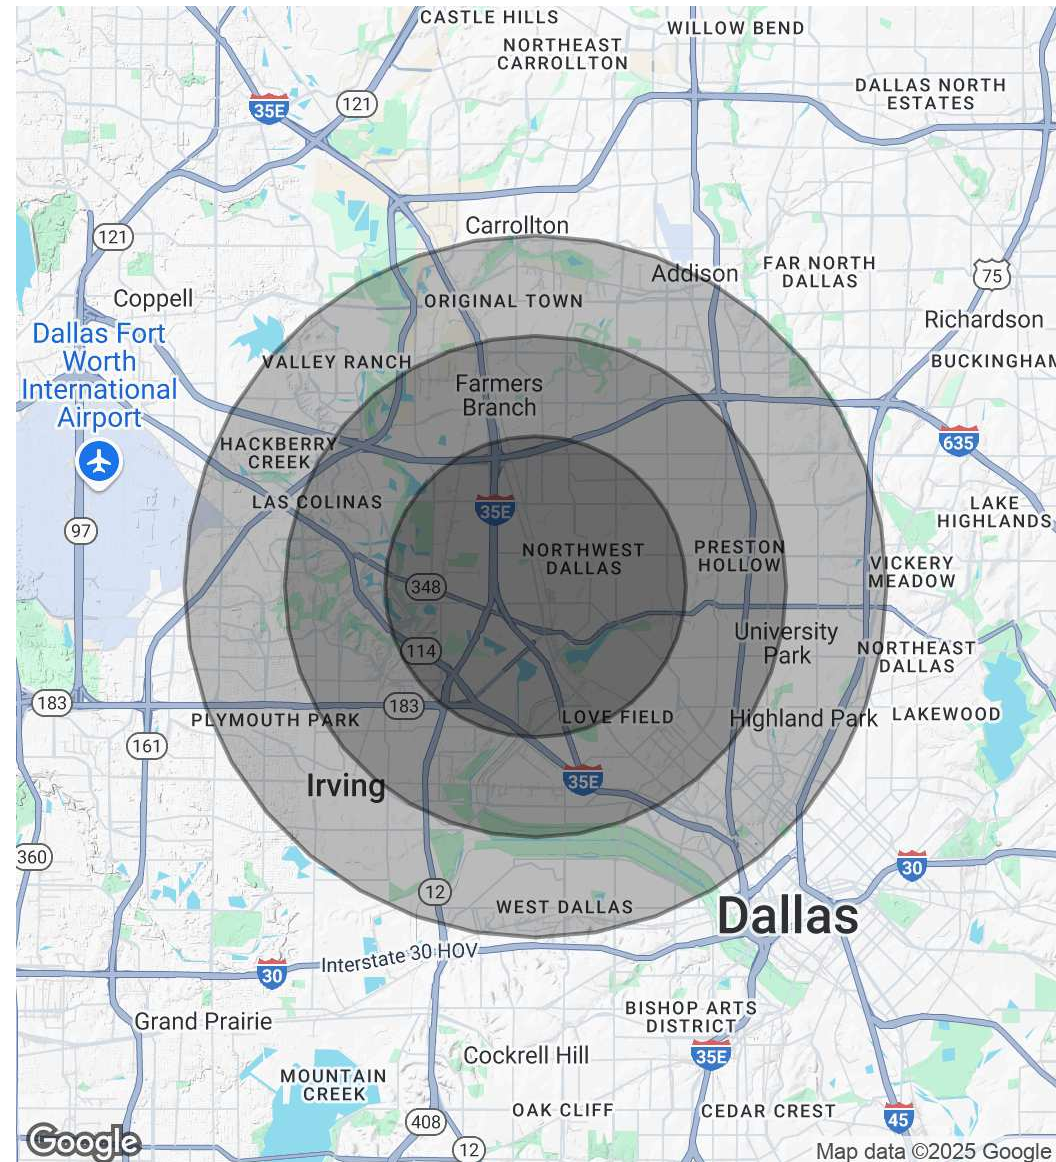 CASTLE HILLS
WILLOW BEND
NORTHEAST
CARROLLTON
DALLAS NORTH
ESTATES
35E
121
Carrollton
121
Addison
FAR NORTH
DALLAS
75
Coppell
ORIGINAL TOWN
Richardson
Dallas Fort
Worth
International
Airport
VALLEY RANCH
BUCKINGHAM
Farmers
Branch
HACKBERRY
CREEK
635
LAS COLINAS
35E
LAKE
HIGHLANDS
97
NORTHWEST
DALLAS
PRESTON
HOLLOW
VICKERY
MEADOW
348
114
University
Park
NORTHEAST
DALLAS
183
183
PLYMOUTH PARK
LOVE FIELD
Highland Park
LAKEWOOD
161
Irving
35E
360
30
12
WEST DALLAS
Dallas
Interstate 30 HOV
30
Grand Prairie
BISHOP ARTS
DISTRICT
Cockrell Hill
35E
MOUNTAIN
CREEK
OAK CLIFF
CEDAR CREST
408
45
Google
12
Map data ©2025 Google